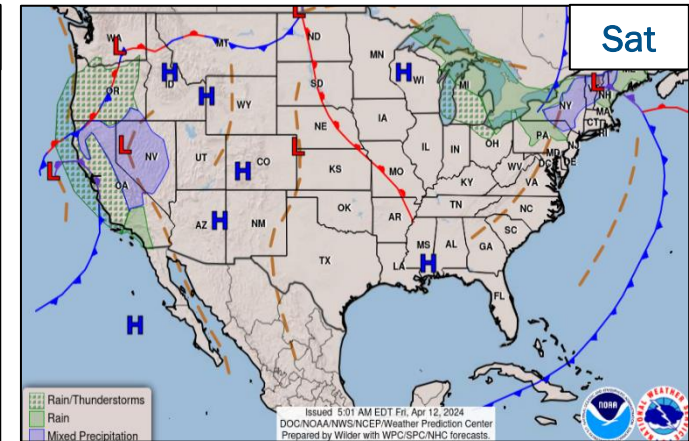 Sat
L
WA
L
MT
ND
MN
H
H
WI
H
ID
OR
WY
SD
MI
L
NH
NY
MA
CT
RI
PA
NE
IA
L
NV
UT
H
CO
L
KS
MO
IL
IN
OH
WV
MD
DE
DC
VA
KY
L
CA
AZ
H
NM
OK
AR
TN
NC
SC
MS
AL
GA
LA
H
TX
FL
H
Rain/Thunderstorms
Rain
Mixed Precipitation
Issued 5:01 AM EDT Fri, Apr 12, 2024
DOC/NOAA/NWS/NCEP/Weather Prediction Center
Prepared by Wilder with WPC/SPC/NHC forecasts.
NOAA
NATIONAL WEATHER